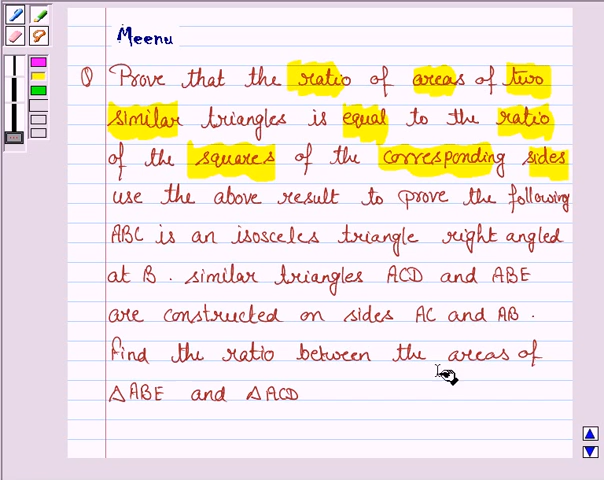 Meenu
Q Prove that the ratio of areas of two
similar triangles is equal to the ratio
of the squares of the corresponding sides
use the above result to prove the following
ABC is an isosceles triangle right angled
at B. similar triangles ACD and ABE
are constructed on sides AC and AB.
Find the ratio between the areas of
△ABE and △ACD